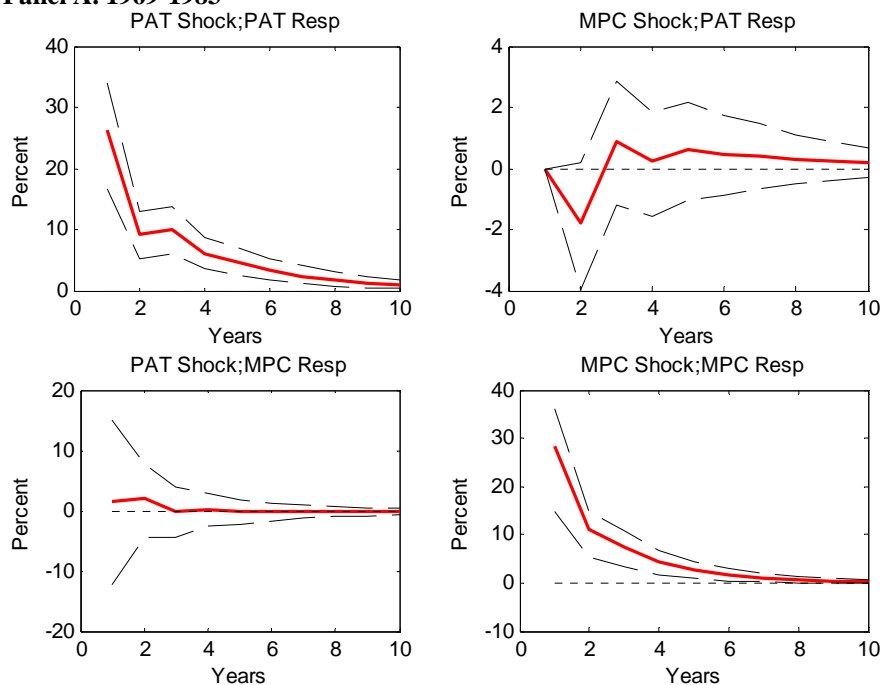 Panel A:
PAT Shock;PAT Resp
40
30
20
10
0
Percent
0 2 4 6 8 10
Years
MPC Shock;PAT Resp
4
2
0
-2
-4
Percent
0 2 4 6 8 10
Years
PAT Shock;MPC Resp
20
10
0
-10
-20
Percent
0 2 4 6 8 10
Years
MPC Shock;MPC Resp
40
30
20
10
0
-10
Percent
0 2 4 6 8 10
Years